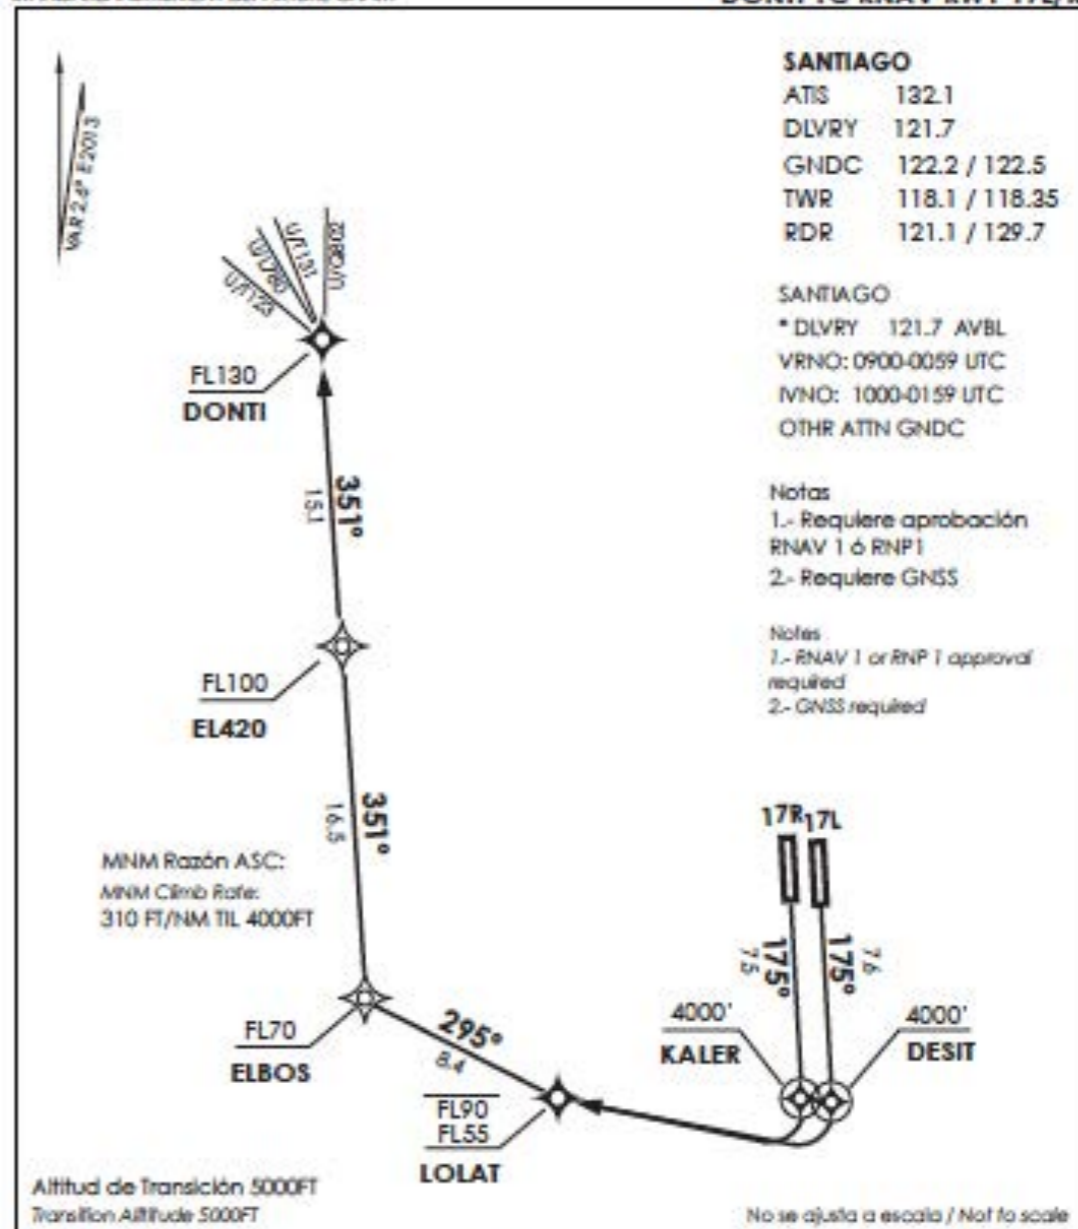 SANTIAGO
ATIS 132.1
DLVRY 121.7
GNDC 122.2 / 122.5
TWR 118.1 / 118.35
RDR 121.1 / 129.7
VAR 2.6° E2013
SANTIAGO
* DLVRY 121.7 AVBL
VRNO: 0900-0059 UTC
IVNO: 1000-0159 UTC
OTHR ATTN GNDC
FL130
DONTI
351°
15.1
Notas
1.- Requiere aprobación
RNAV 1 ó RNP1
2.- Requiere GNSS
Notes
1.- RNAV 1 or RNP 1 approval
required
2.- GNSS required
FL100
EL420
351°
16.5
MNM Razón ASC:
MNM Climb Rate:
310 FT/NM TIL 4000FT
17R 17L
7.5
175°
175°
7.6
FL70
ELBOS
295°
8.4
4000'
KALER
4000'
DESIT
FL90
FL55
LOLAT
Altitud de Transición 5000FT
Transition Altitude 5000FT
No se ajusta a escala / Not to scale